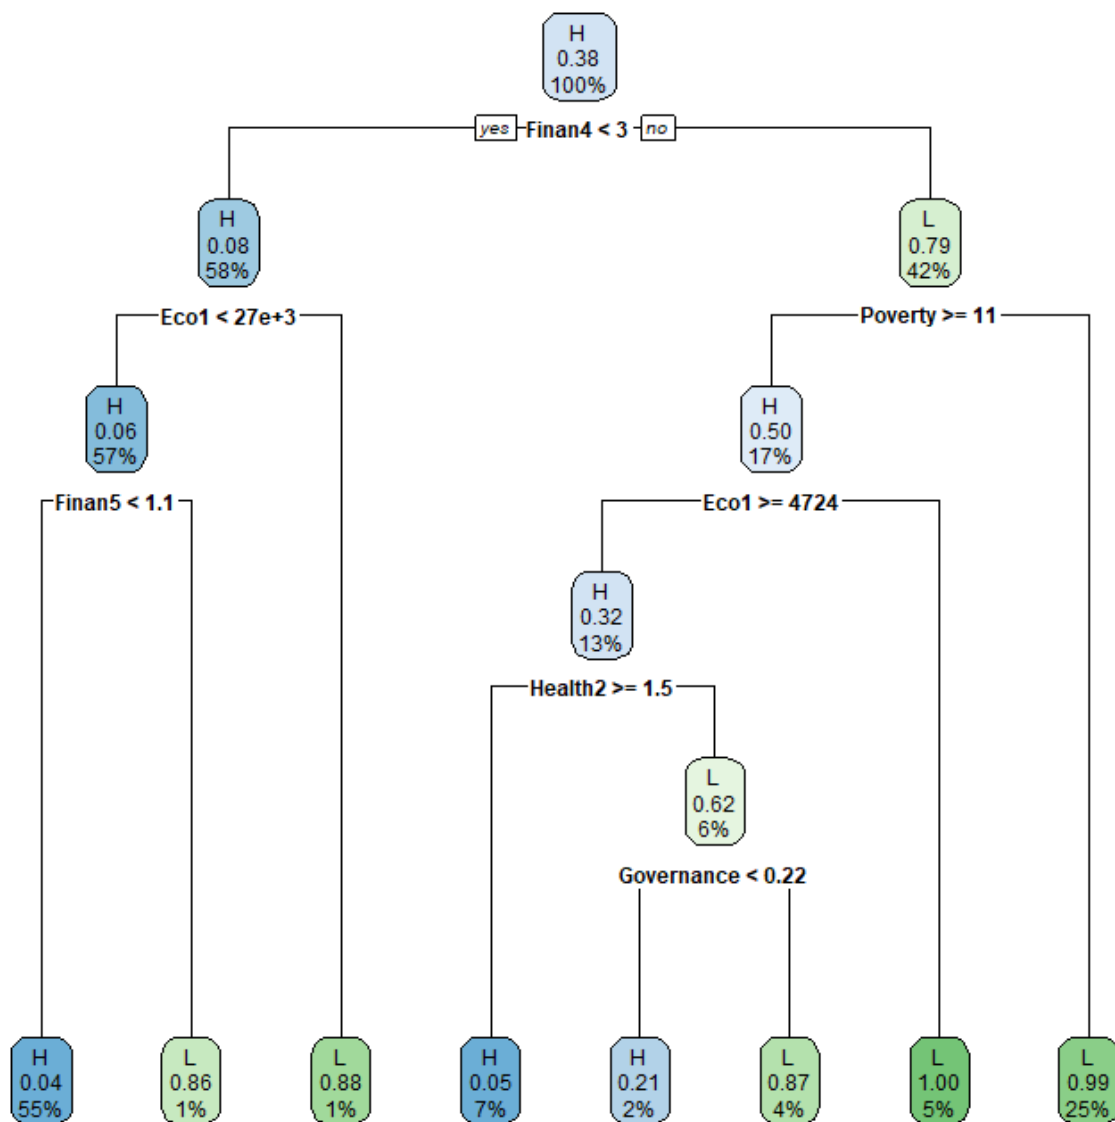 H
0.38
100%
yes Finan4 < 3 no
H
0.08
58%
L
0.79
42%
Eco1 < 27e+3
Poverty >= 11
H
0.06
57%
H
0.50
17%
Finan5 < 1.1
Eco1 >= 4724
H
0.32
13%
Health2 >= 1.5
L
0.62
6%
Governance < 0.22
H
0.04
55%
L
0.86
1%
L
0.88
1%
H
0.05
7%
H
0.21
2%
L
0.87
4%
L
1.00
5%
L
0.99
25%